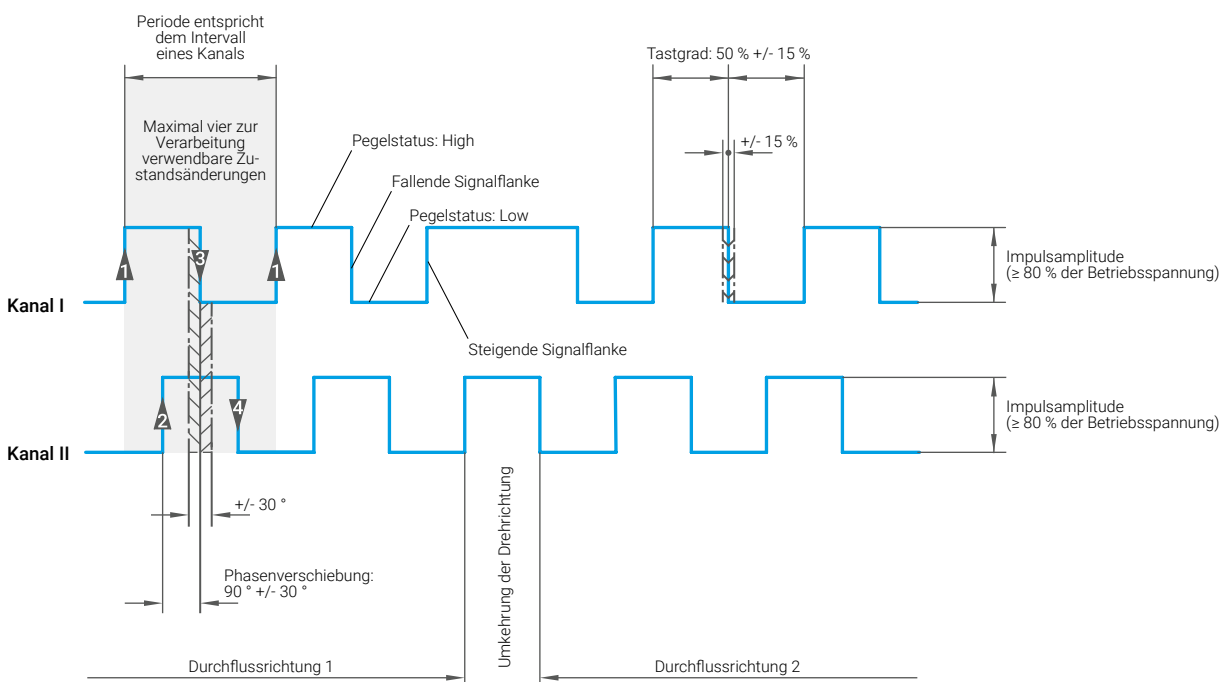 Periode entspricht
dem Intervall
eines Kanals
Tastgrad: 50 % +/- 15 %
Maximal vier zur
Verarbeitung
verwendbare Zu-
standsänderungen
Pegelstatus: High
+/- 15 %
Fallende Signalflanke
Pegelstatus: Low
1
3
1
Impulsamplitude
(≥ 80 % der Betriebsspannung)
Kanal I
Steigende Signalflanke
2
4
Impulsamplitude
(≥ 80 % der Betriebsspannung)
Kanal II
+/- 30 °
Umkehrung der Drehrichtung
Phasenverschiebung:
90 ° +/- 30 °
Durchflussrichtung 1
Durchflussrichtung 2